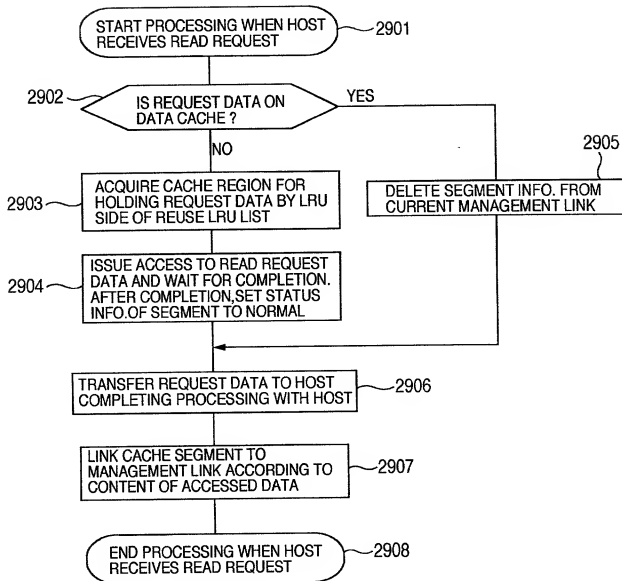 START PROCESSING WHEN HOST
RECEIVES READ REQUEST
2901
2902
IS REQUEST DATA ON
DATA CACHE ?
YES
NO
2905
DELETE SEGMENT INFO. FROM
CURRENT MANAGEMENT LINK
2903
ACQUIRE CACHE REGION FOR
HOLDING REQUEST DATA BY LRU
SIDE OF REUSE LRU LIST
2904
ISSUE ACCESS TO READ REQUEST
DATA AND WAIT FOR COMPLETION.
AFTER COMPLETION,SET STATUS
INFO.OF SEGMENT TO NORMAL
TRANSFER REQUEST DATA TO HOST
COMPLETING PROCESSING WITH HOST
2906
LINK CACHE SEGMENT TO
MANAGEMENT LINK ACCORDING TO
CONTENT OF ACCESSED DATA
2907
END PROCESSING WHEN HOST
RECEIVES READ REQUEST
2908